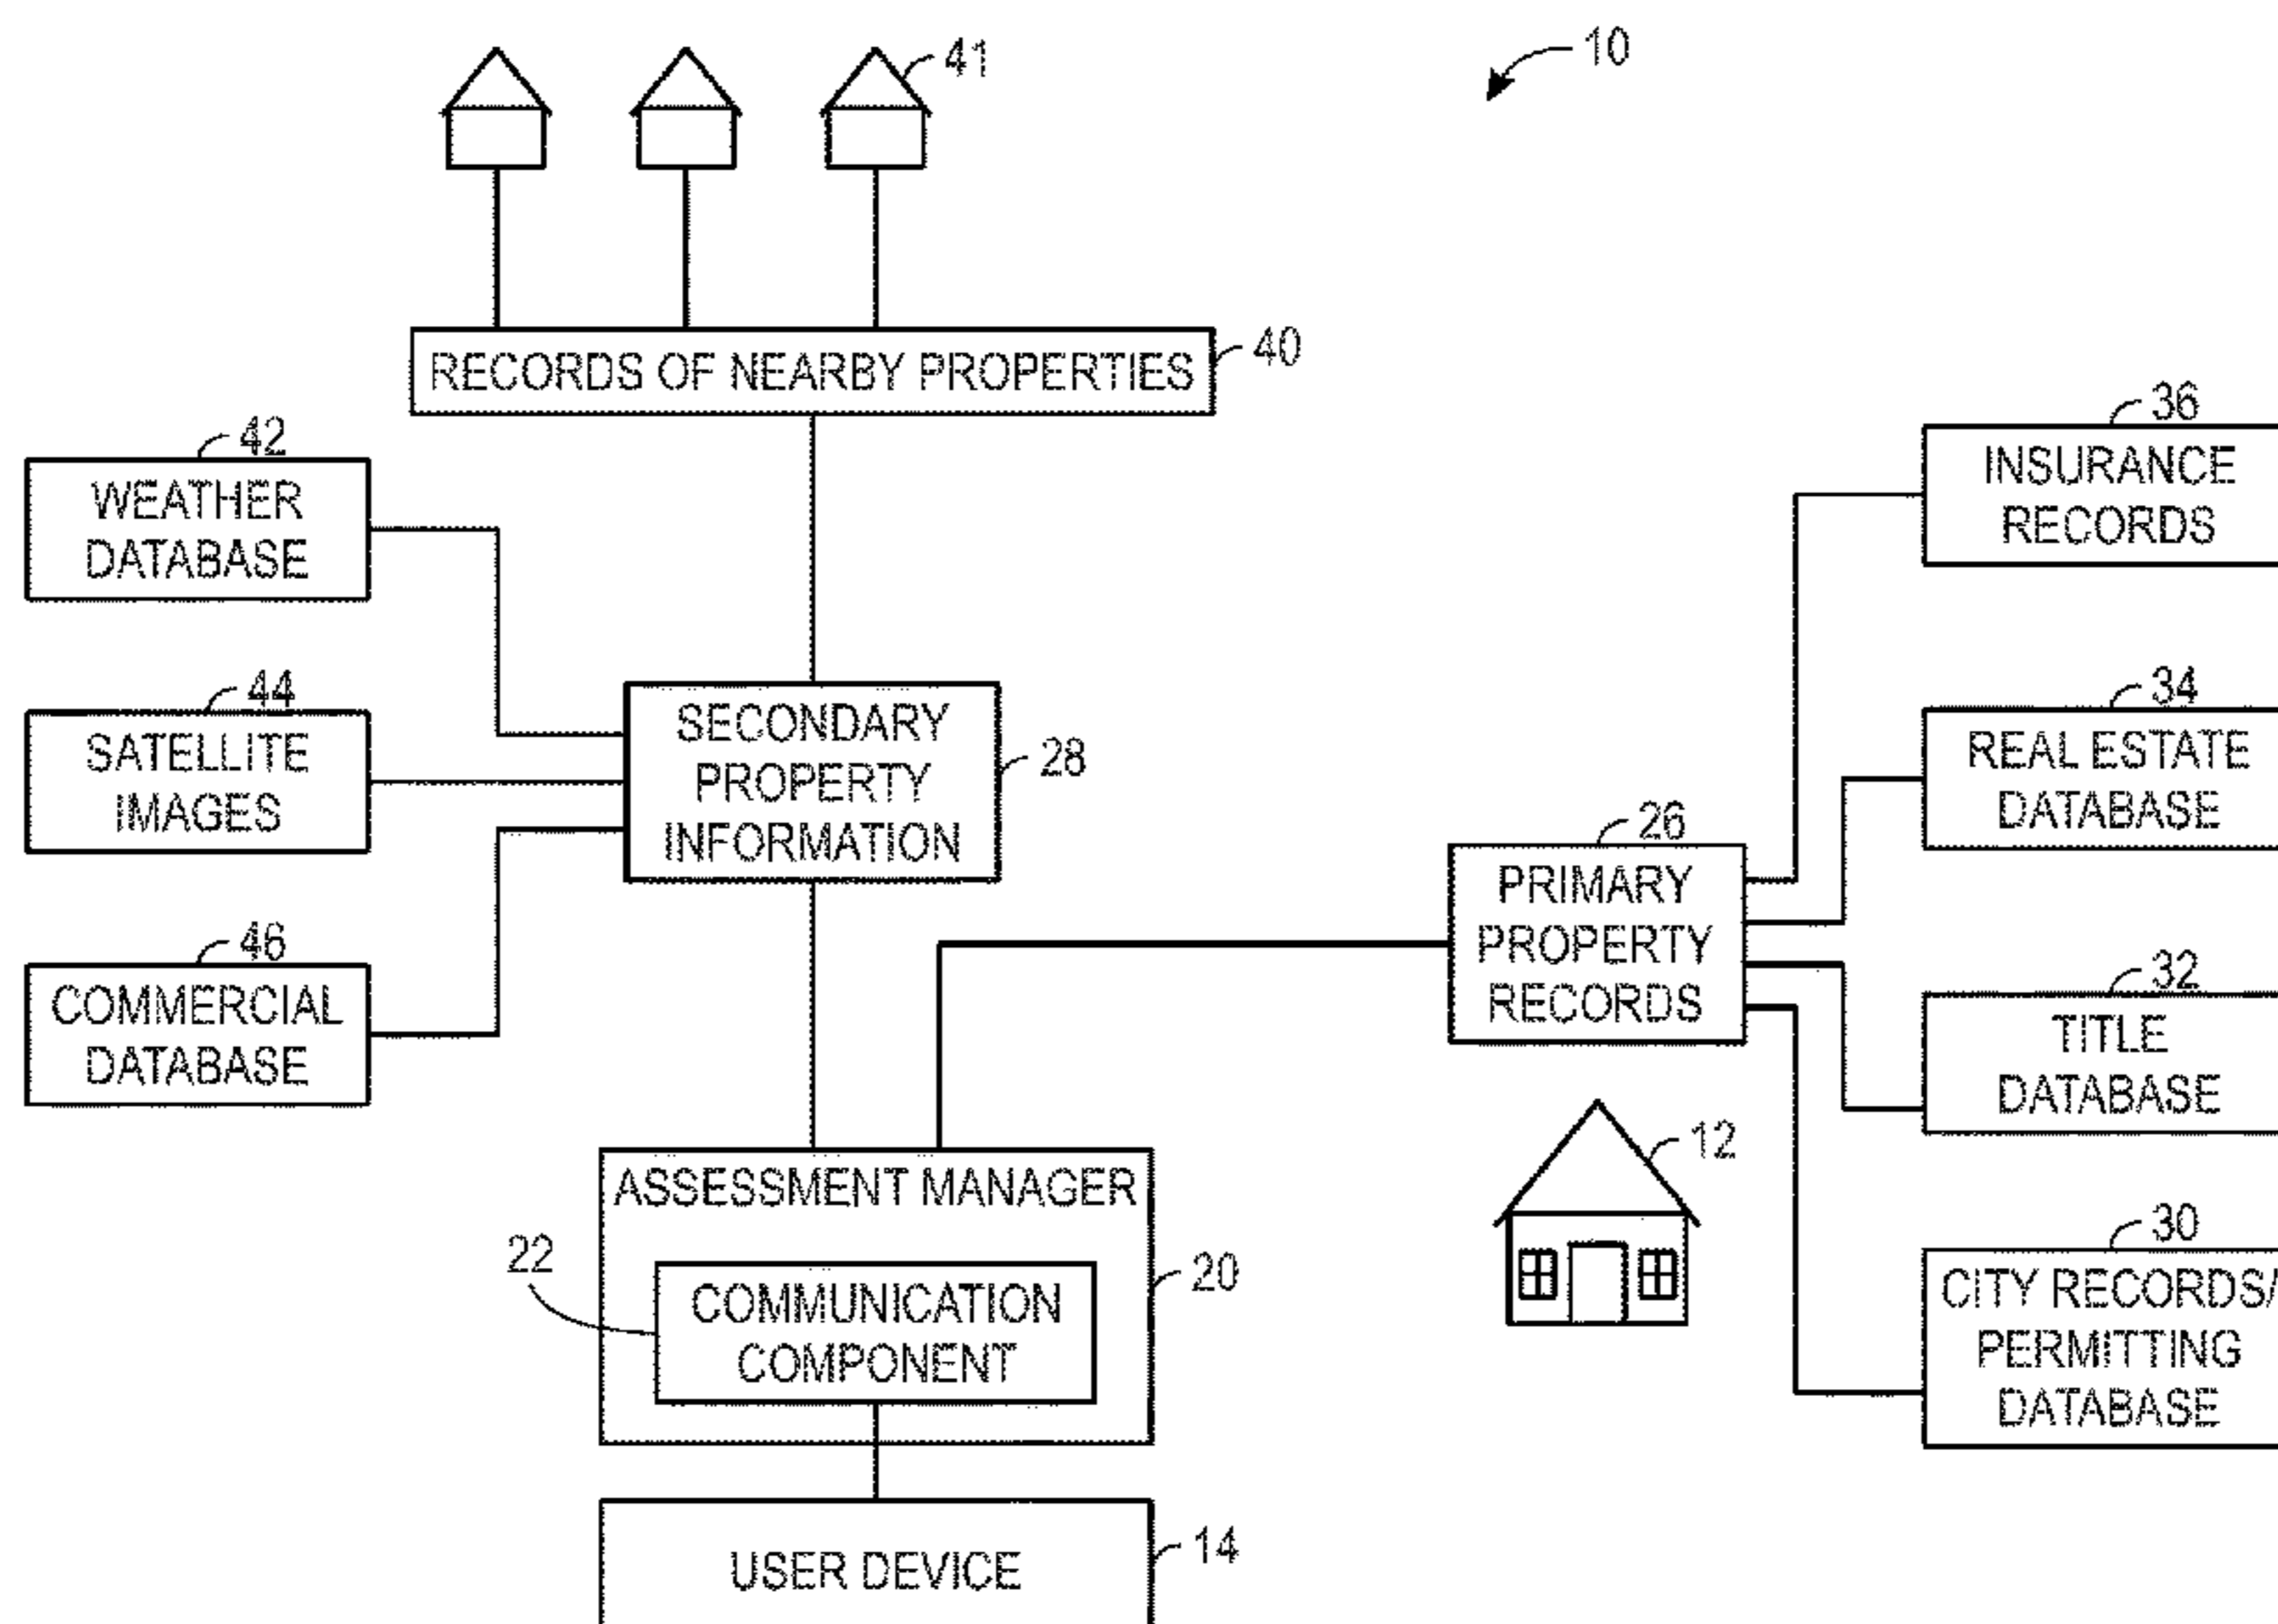 10
41
RECORDS OF NEARBY PROPERTIES
40
42
WEATHER
DATABASE
44
SATELLITE
IMAGES
46
COMMERCIAL
DATABASE
SECONDARY
PROPERTY
INFORMATION
28
36
INSURANCE
RECORDS
34
REAL ESTATE
DATABASE
26
PRIMARY
PROPERTY
RECORDS
32
TITLE
DATABASE
12
30
CITY RECORDS/
PERMITTING
DATABASE
ASSESSMENT MANAGER
22
COMMUNICATION
COMPONENT
20
USER DEVICE
14